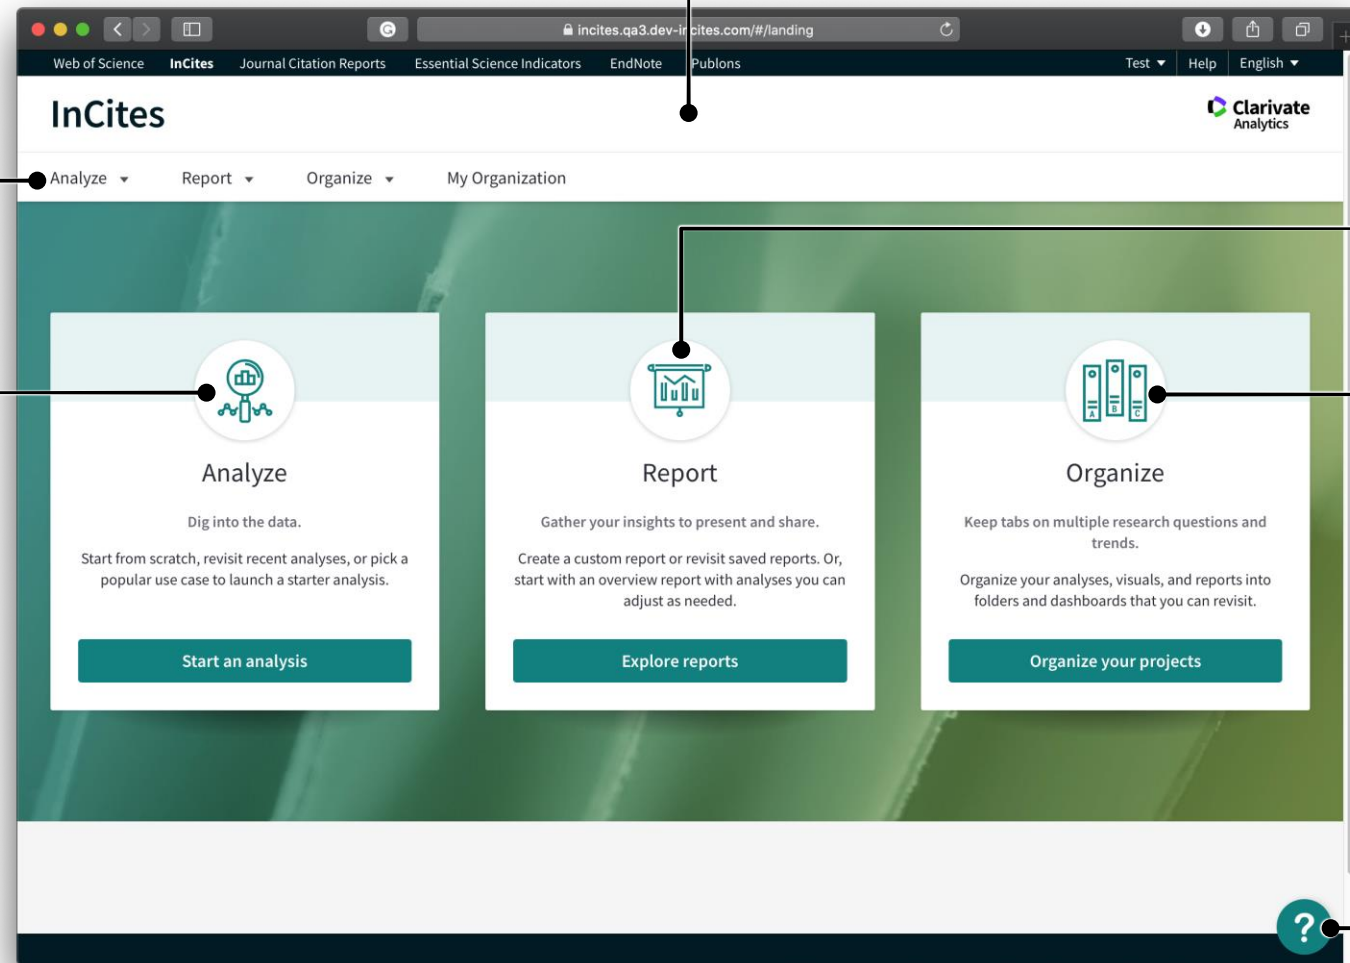 incites.qa3.dev-incites.com/#/landing
Web of Science InCites Journal Citation Reports Essential Science Indicators EndNote Publons Test Help English
InCites
Clarivate
Analytics
Analyze Report Organize My Organization
A B C
Analyze
Dig into the data.
Start from scratch, revisit recent analyses, or pick a
popular use case to launch a starter analysis.
Start an analysis
Report
Gather your insights to present and share.
Create a custom report or revisit saved reports. Or,
start with an overview report with analyses you can
adjust as needed.
Explore reports
Organize
Keep tabs on multiple research questions and
trends.
Organize your analyses, visuals, and reports into
folders and dashboards that you can revisit.
Organize your projects
?